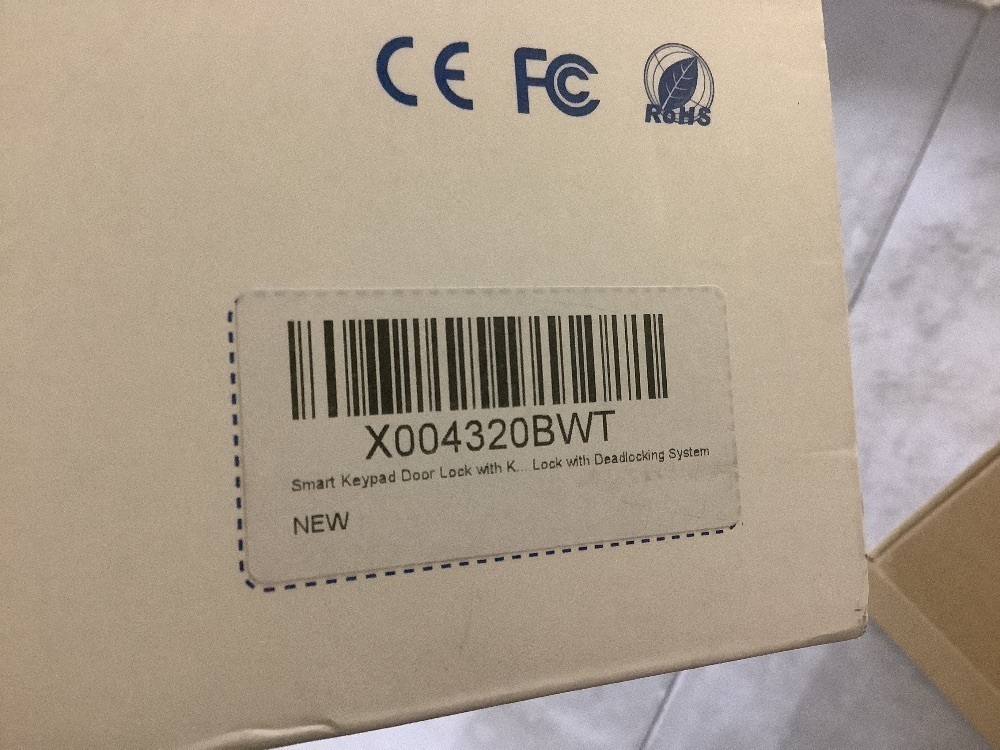 CE FC RoHS
X004320BWT
Smart Keypad Door Lock with K... Lock with Deadlocking System
NEW